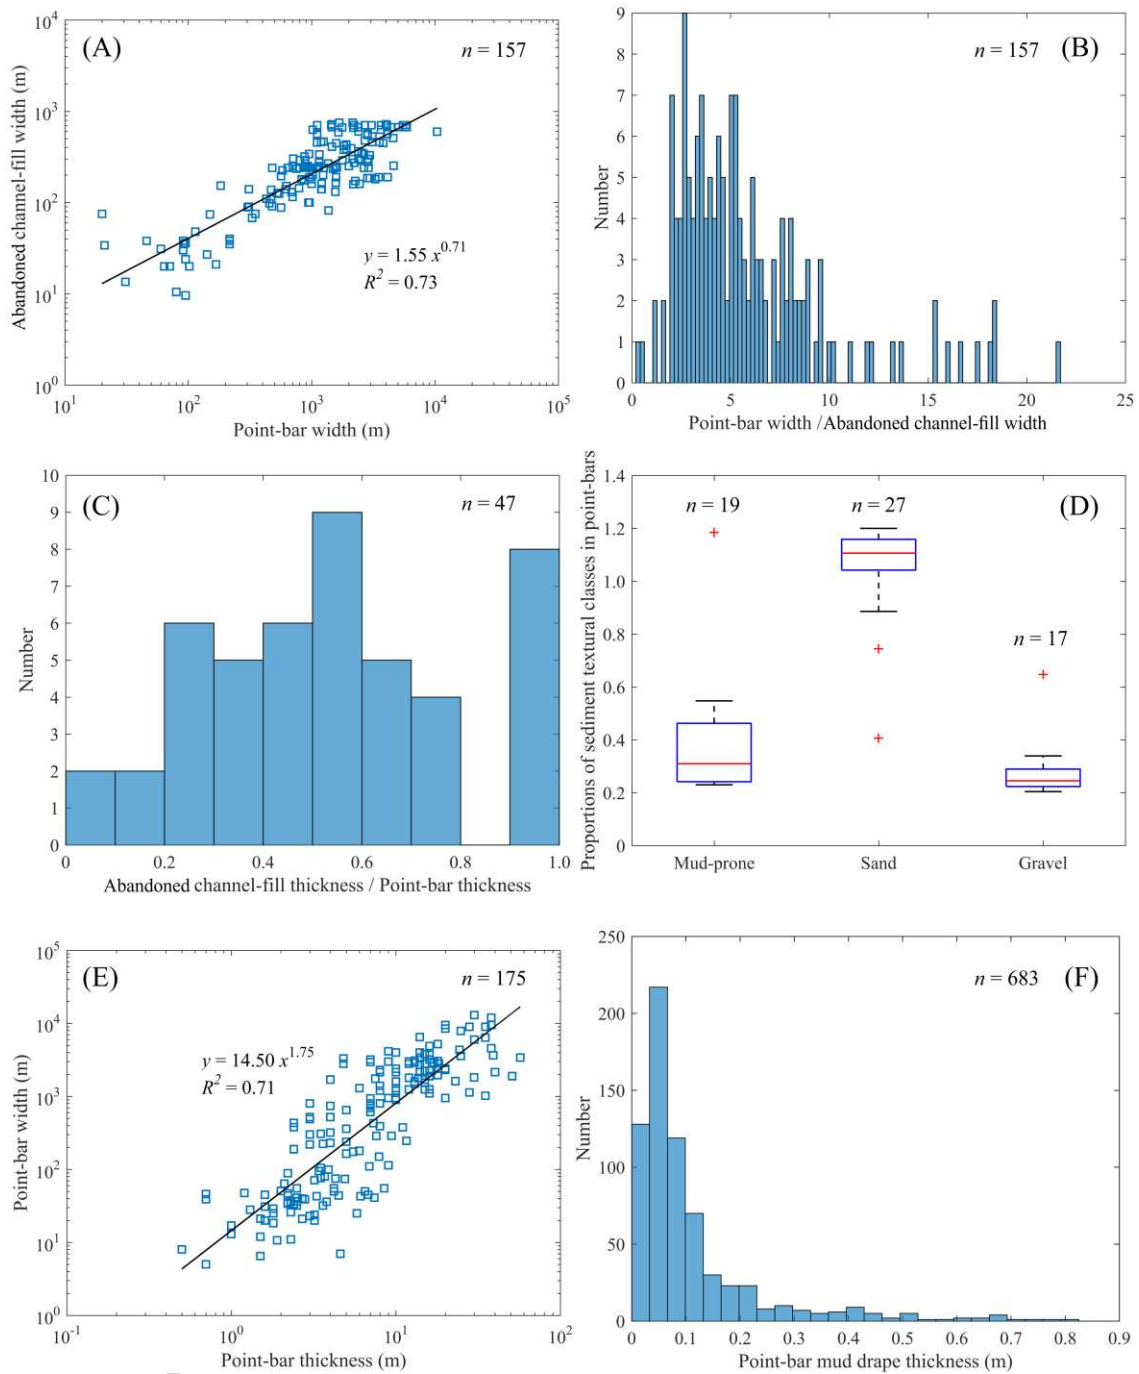 (A)
n = 157
y = 1.55 x^0.71
R^2 = 0.73
Abandoned channel-fill width (m)
10^4
10^3
10^2
10^1
10^0
10^1 10^2 10^3 10^4 10^5
Point-bar width (m)
(B)
n = 157
Number
9
8
7
6
5
4
3
2
1
0
0 5 10 15 20 25
Point-bar width /Abandoned channel-fill width
(C)
n = 47
Number
10
9
8
7
6
5
4
3
2
1
0
0 0.2 0.4 0.6 0.8 1.0
Abandoned channel-fill thickness / Point-bar thickness
(D)
n = 19
n = 27
n = 17
Proportions of sediment textural classes in point-bars
1.4
1.2
1.0
0.8
0.6
0.4
0.2
0
Mud-prone Sand Gravel
(E)
n = 175
y = 14.50 x^1.75
R^2 = 0.71
Point-bar width (m)
10^5
10^4
10^3
10^2
10^1
10^0
10^-1 10^0 10^1 10^2
Point-bar thickness (m)
(F)
n = 683
Number
250
200
150
100
50
0
0 0.1 0.2 0.3 0.4 0.5 0.6 0.7 0.8 0.9
Point-bar mud drape thickness (m)